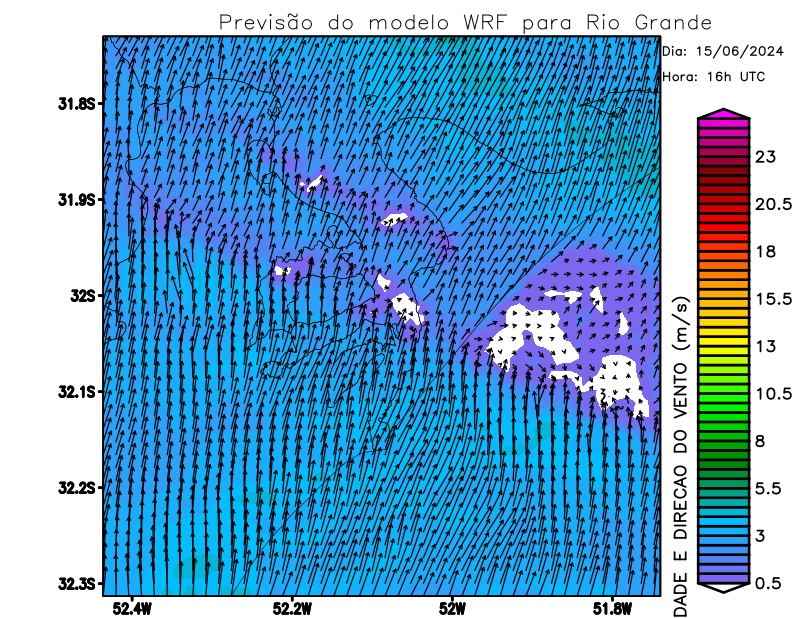 Previsão do modelo WRF para Rio Grande
Dia: 15/06/2024
Hora: 16h UTC
31.8S
31.9S
32S
32.1S
32.2S
32.3S
52.4W
52.2W
52W
51.8W
23
20.5
18
15.5
13
10.5
8
5.5
3
0.5
DADE E DIRECAO DO VENTO (m/s)